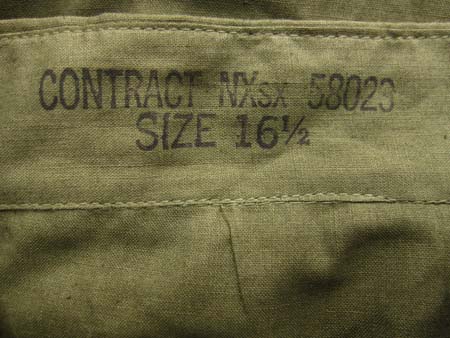 CONTRACT NXsx 58023
SIZE 16½